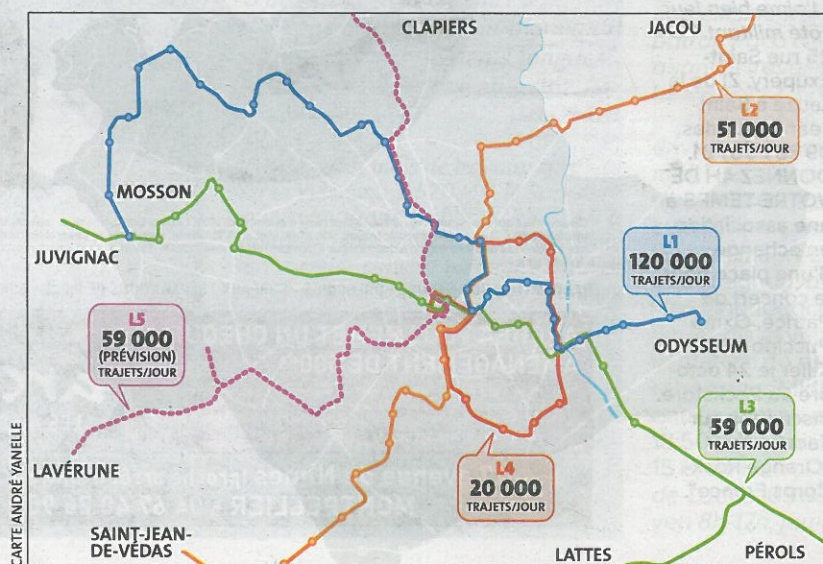 CLAPIERS
JACOU
L2
51 000
TRAJETS/JOUR
MOSSON
JUVIGNAC
L1
120 000
TRAJETS/JOUR
ODYSSEUM
L5
59 000
(PRÉVISION)
TRAJETS/JOUR
L3
59 000
TRAJETS/JOUR
LAVÉRUNE
L4
20 000
TRAJETS/JOUR
SAINT-JEAN-
DE-VÉDAS
LATTES
PÉROLS
CARTE ANDRÉ YANELLE